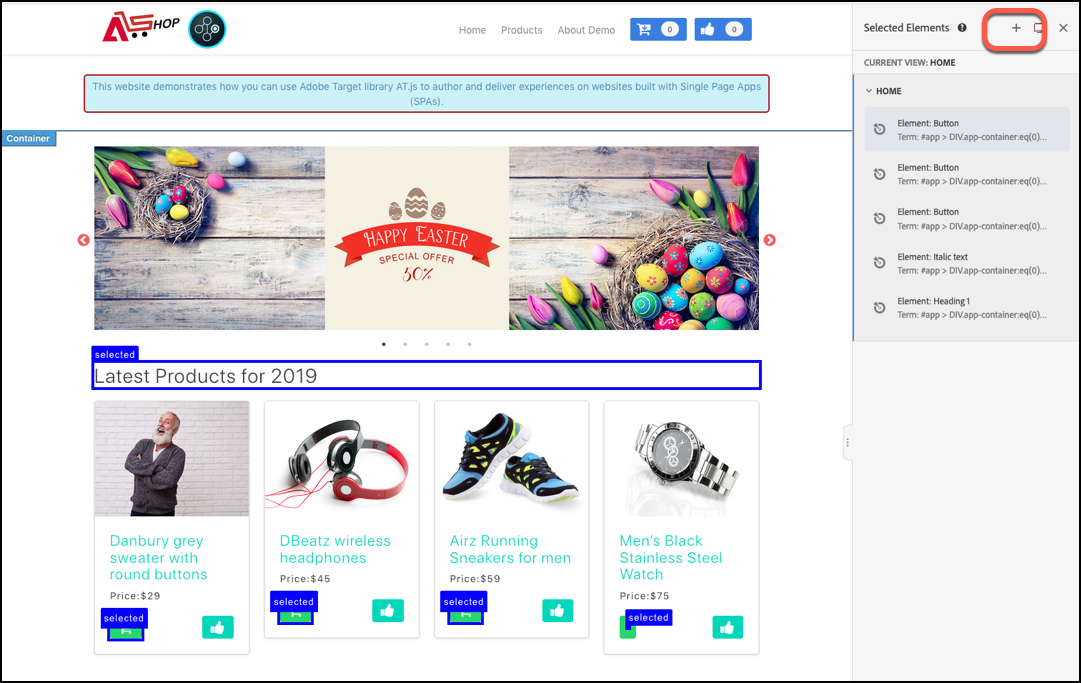 ATSHOP
Home
Products
About Demo
0
0
Selected Elements
CURRENT VIEW: HOME
This website demonstrates how you can use Adobe Target library AT.js to author and deliver experiences on websites built with Single Page Apps
(SPAs).
HOME
Container
Element: Button
Term: #app > DIV.app-container:eq(0)...
Element: Button
Term: #app > DIV.app-container:eq(0)...
Element: Button
Term: #app > DIV.app-container:eq(0)...
Element: Italic text
Term: #app > DIV.app-container:eq(0)...
Element: Heading 1
Term: #app > DIV.app-container:eq(0)...
HAPPY EASTER
SPECIAL OFFER
50%
selected
Latest Products for 2019
Danbury grey
sweater with
round buttons
Price:$29
selected
DBeatz wireless
headphones
Price:$45
selected
Airz Running
Sneakers for men
Price:$59
selected
Men's Black
Stainless Steel
Watch
Price:$75
selected